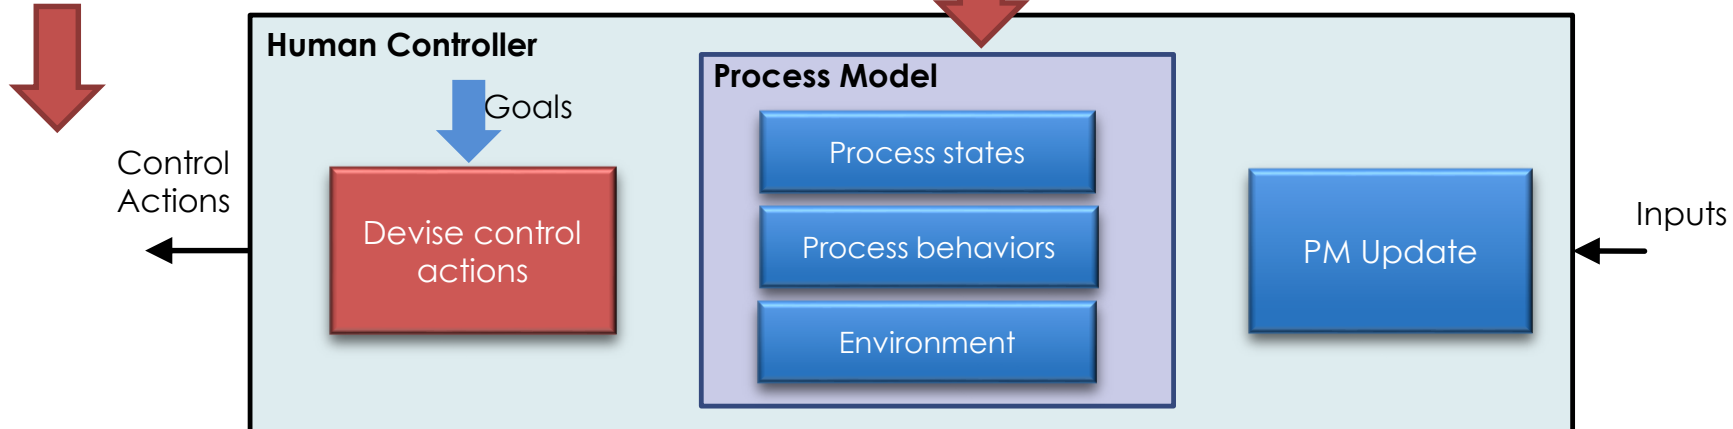 Human Controller
Process Model
Goals
Process states
Control
Actions
Devise control
actions
Process behaviors
PM Update
Inputs
Environment